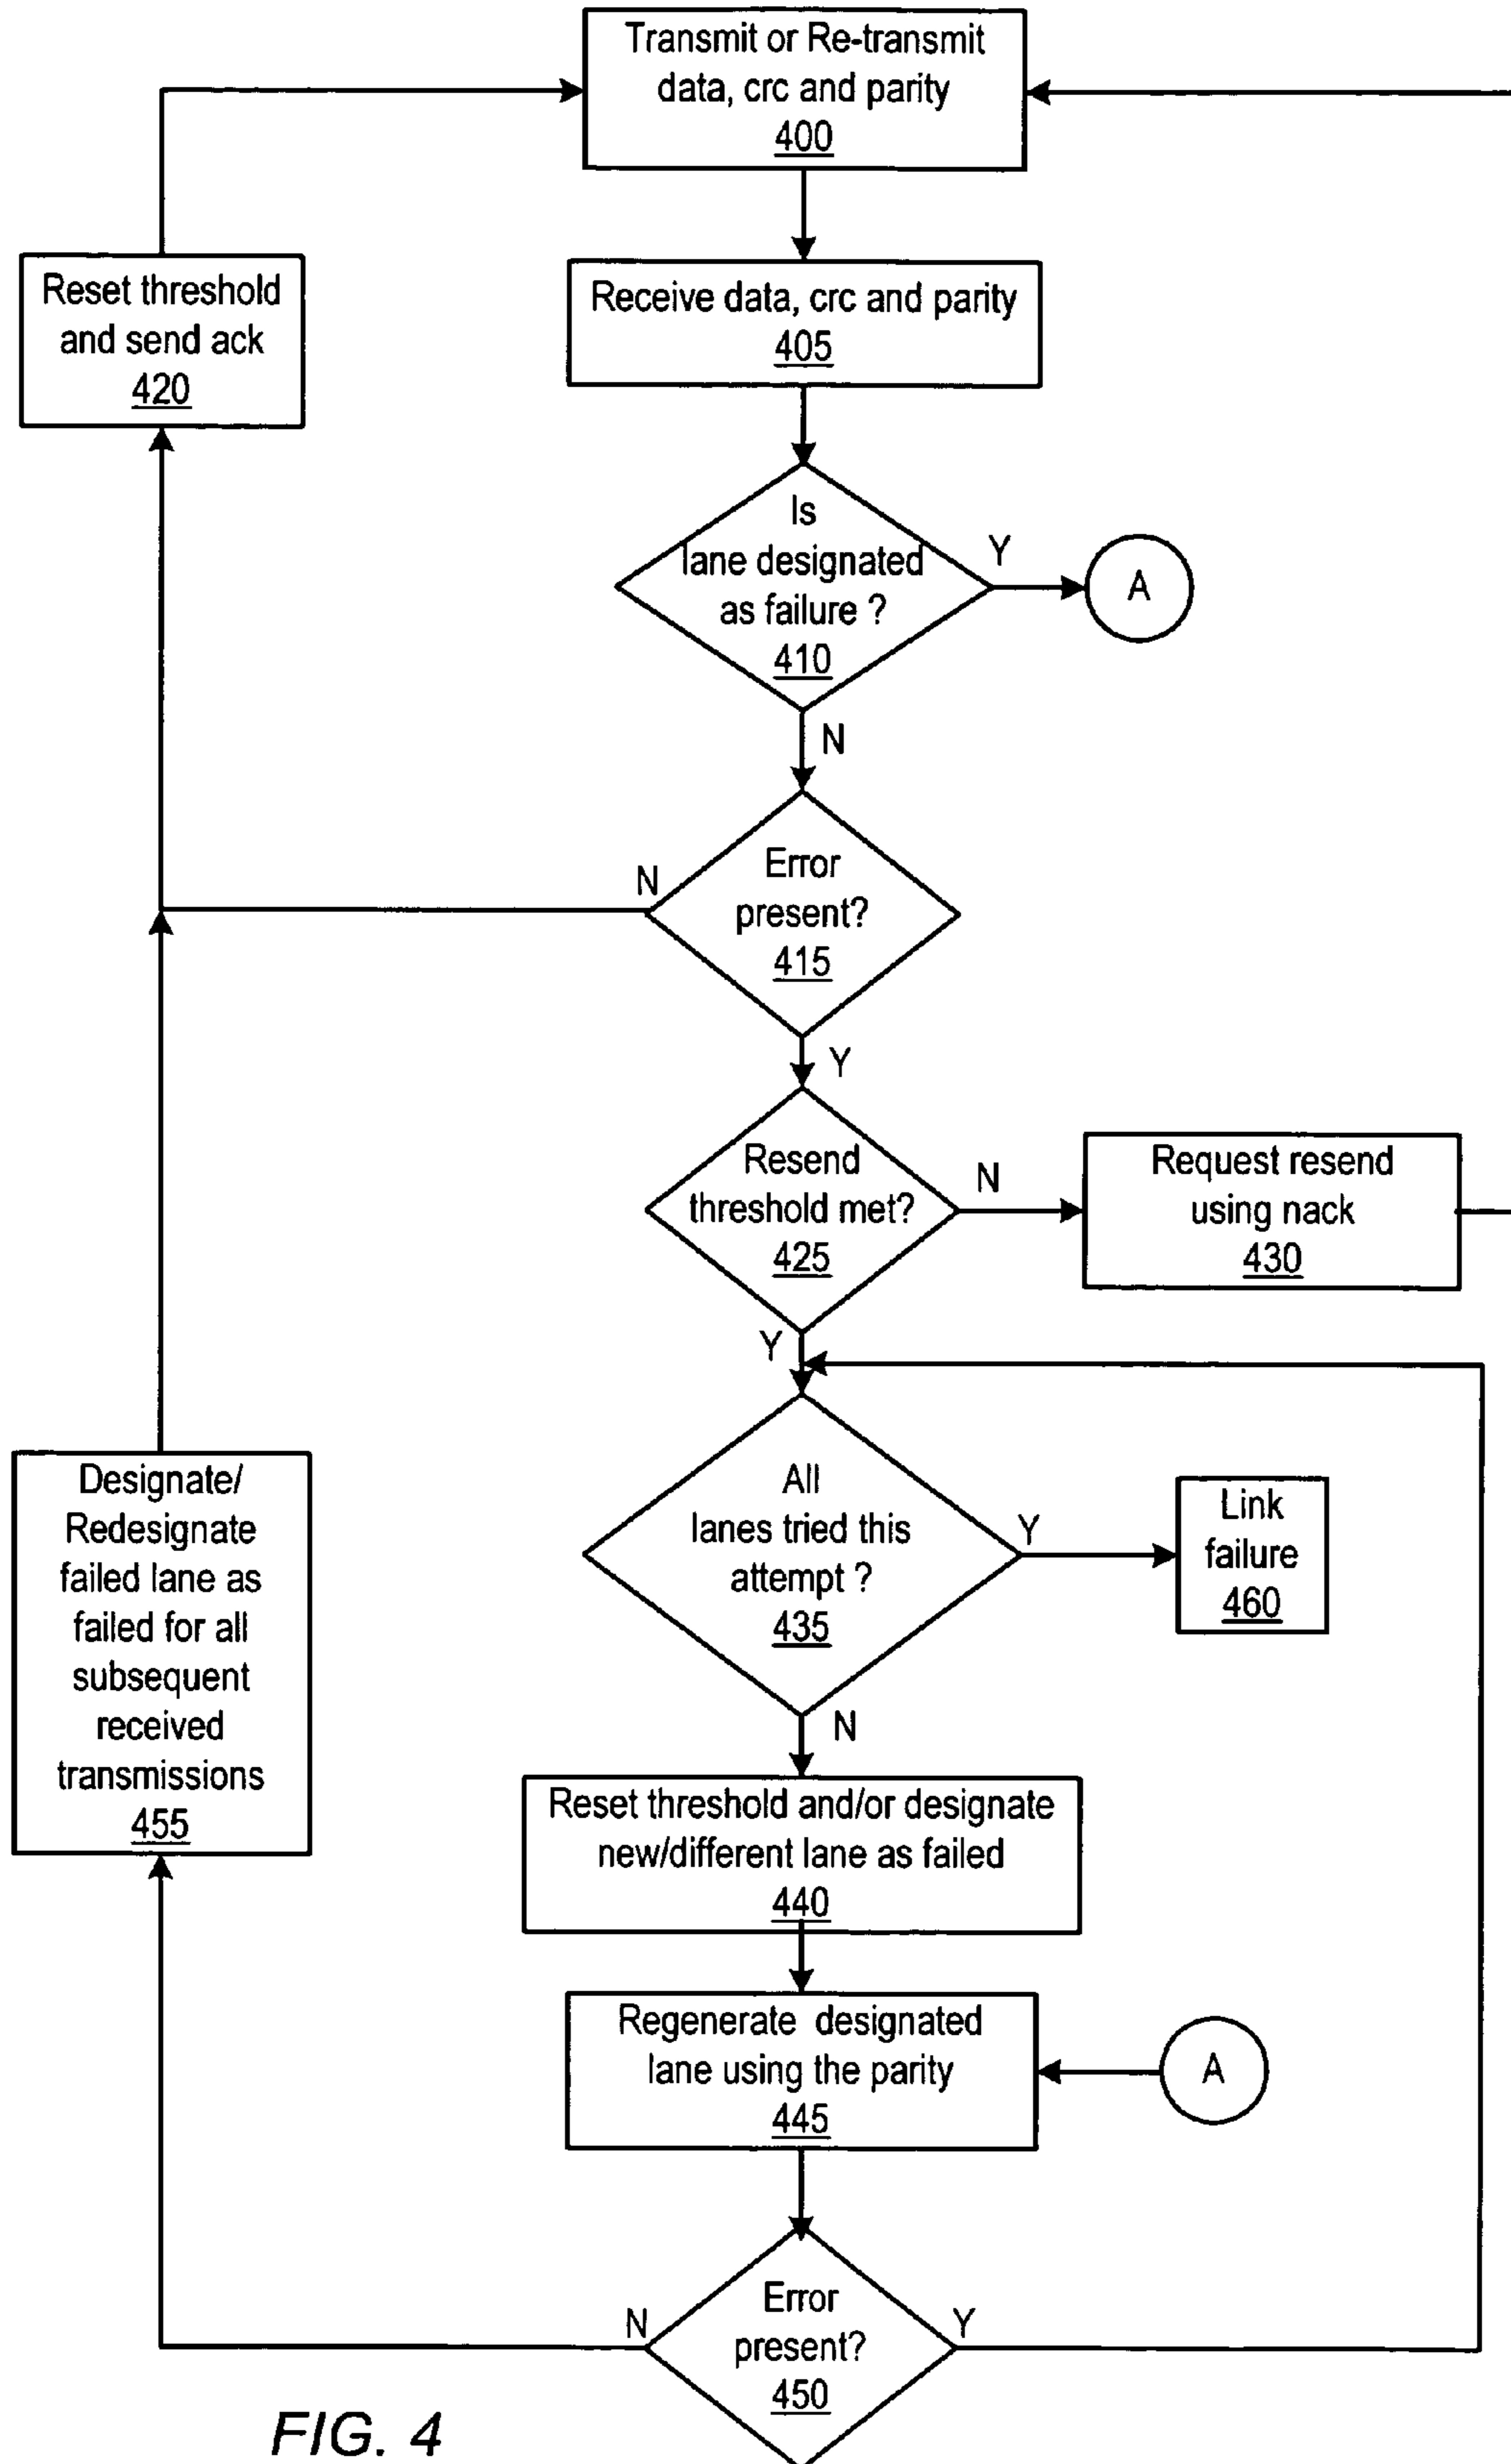 Transmit or Re-transmit
data, crc and parity
400
Receive data, crc and parity
405
Reset threshold
and send ack
420
Is
lane designated
as failure ?
410
Y
A
N
Error
present?
415
N
Y
Resend
threshold met?
425
N
Request resend
using nack
430
Y
All
lanes tried this
attempt ?
435
Y
Link
failure
460
N
Designate/
Redesignate
failed lane as
failed for all
subsequent
received
transmissions
455
Reset threshold and/or designate
new/different lane as failed
440
Regenerate designated
lane using the parity
445
A
Error
present?
450
N
Y
FIG. 4